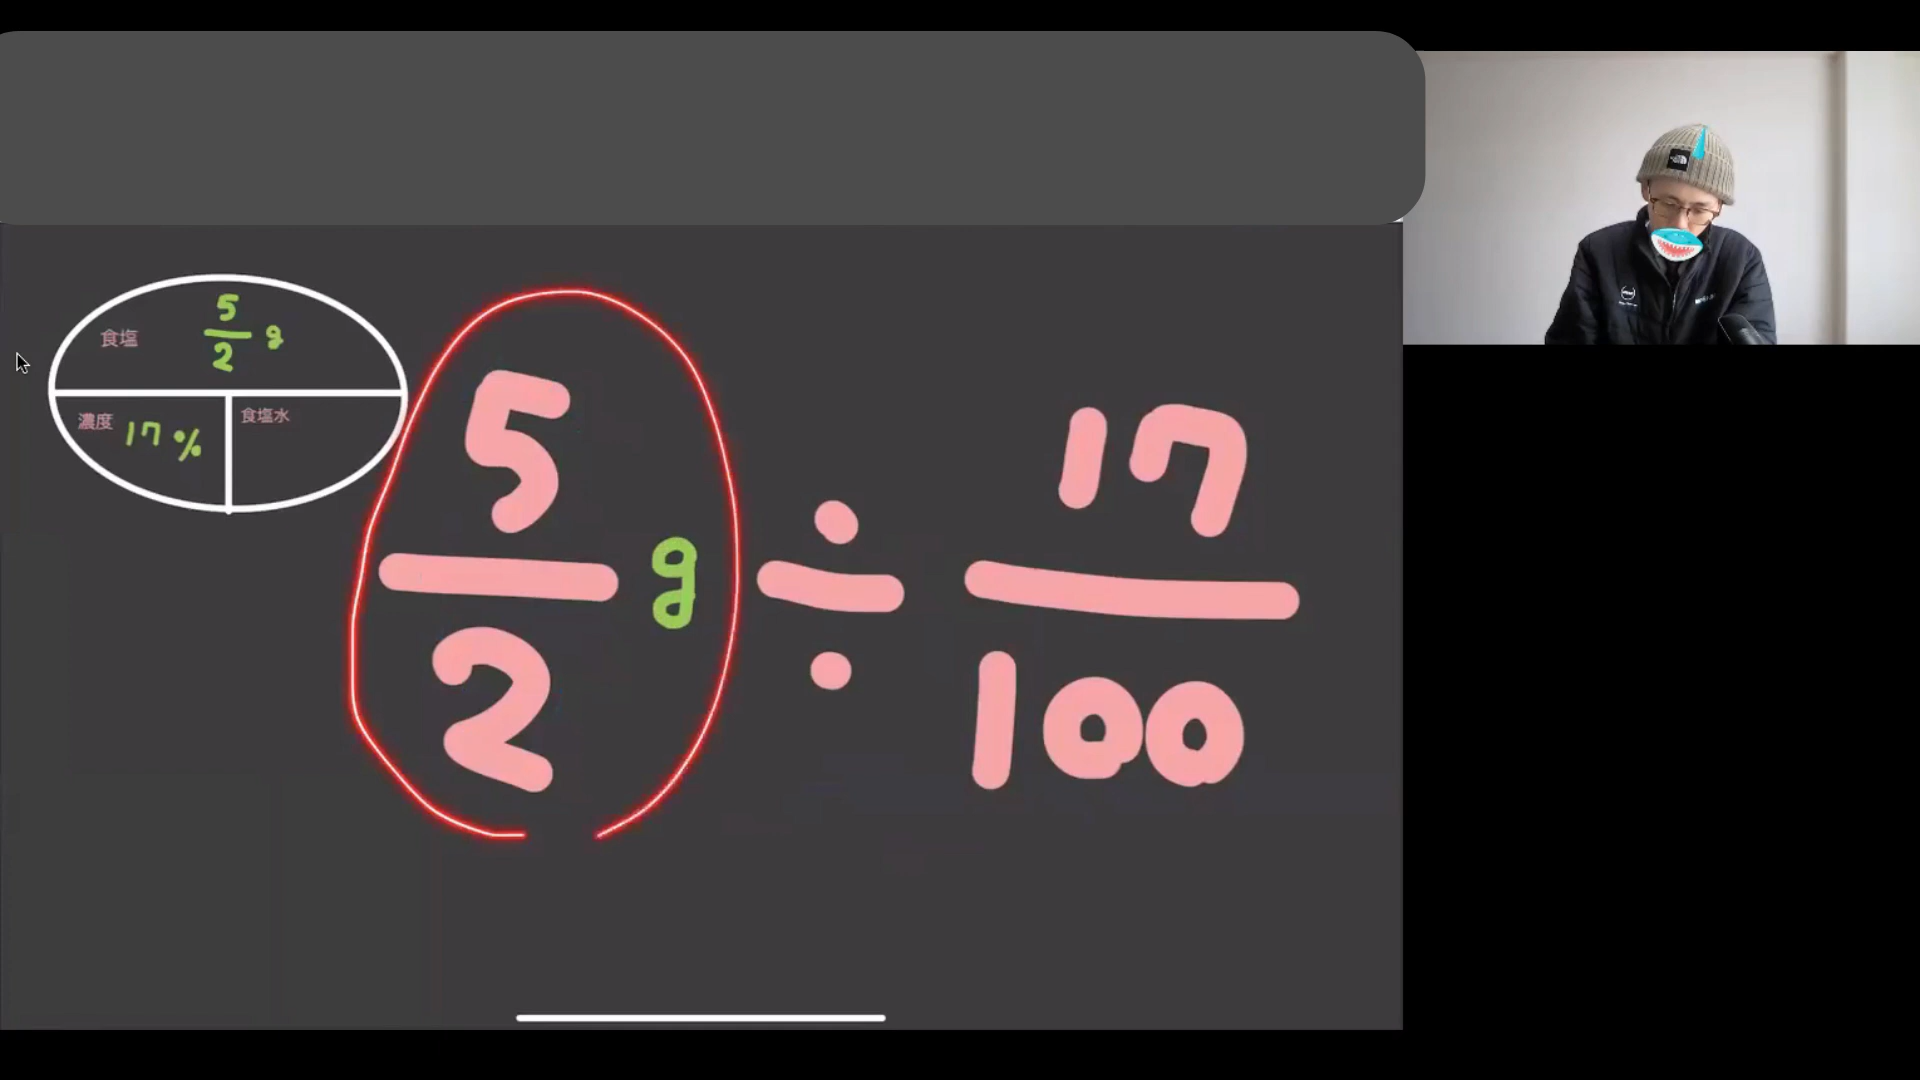 食塩 5/2 g
濃度 17% 食塩水
5/2 g ÷ 17/100